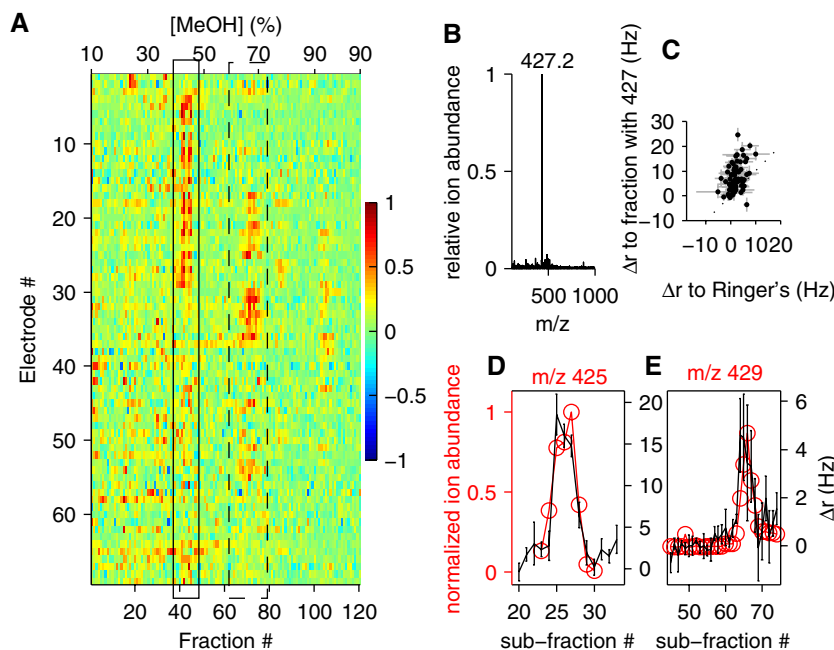 A
[MeOH] (%)
10 30 50 70 90 90
10
20
30
40
50
60
Electrode #
20 40 60 80 100 120
Fraction #
1
0.5
0
−0.5
−1
B
427.2
1
0.5
0
relative ion abundance
500 1000
m/z
C
Δr to fraction with 427 (Hz)
30
20
10
0
−10
−10 0 10 20
Δr to Ringer's (Hz)
D
m/z 425
normalized ion abundance
1
0.5
0
20 25 30
sub−fraction #
E
m/z 429
20
15
10
5
0
6
4
2
0
Δr (Hz)
50 60 70
sub−fraction #